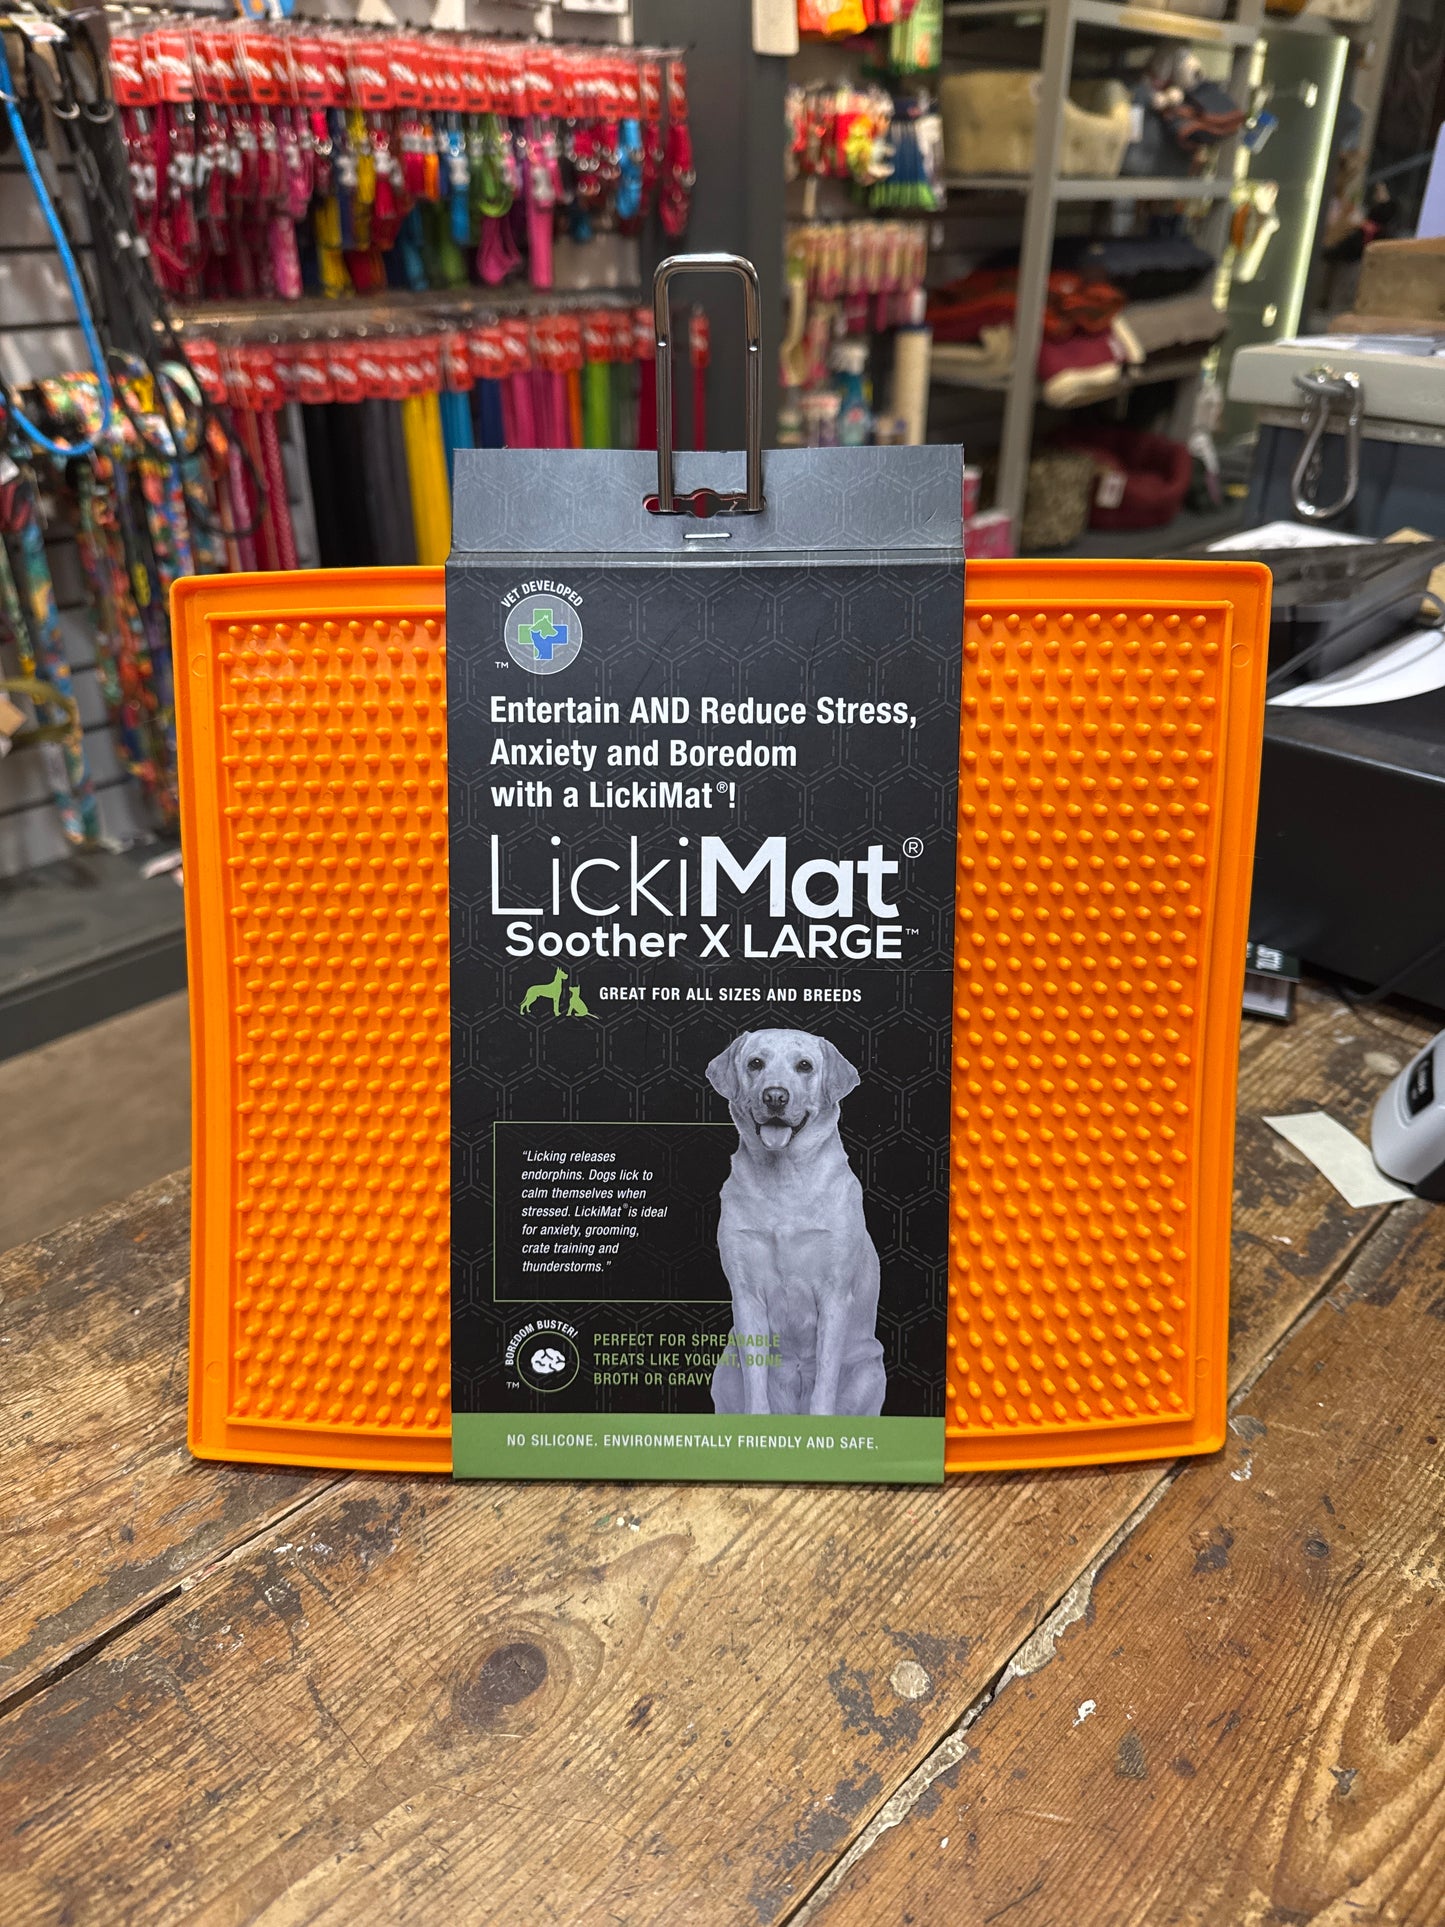 VET DEVELOPED
TM
Entertain AND Reduce Stress,
Anxiety and Boredom
with a LickiMat®!
LickiMat®
Soother X LARGE™
GREAT FOR ALL SIZES AND BREEDS
“Licking releases
endorphins. Dogs lick to
calm themselves when
stressed. LickiMat® is ideal
for anxiety, grooming,
crate training and
thunderstorms.”
BOREDOM BUSTER!
TM
PERFECT FOR SPREADABLE
TREATS LIKE YOGURT, BONE
BROTH OR GRAVY
NO SILICONE. ENVIRONMENTALLY FRIENDLY AND SAFE.